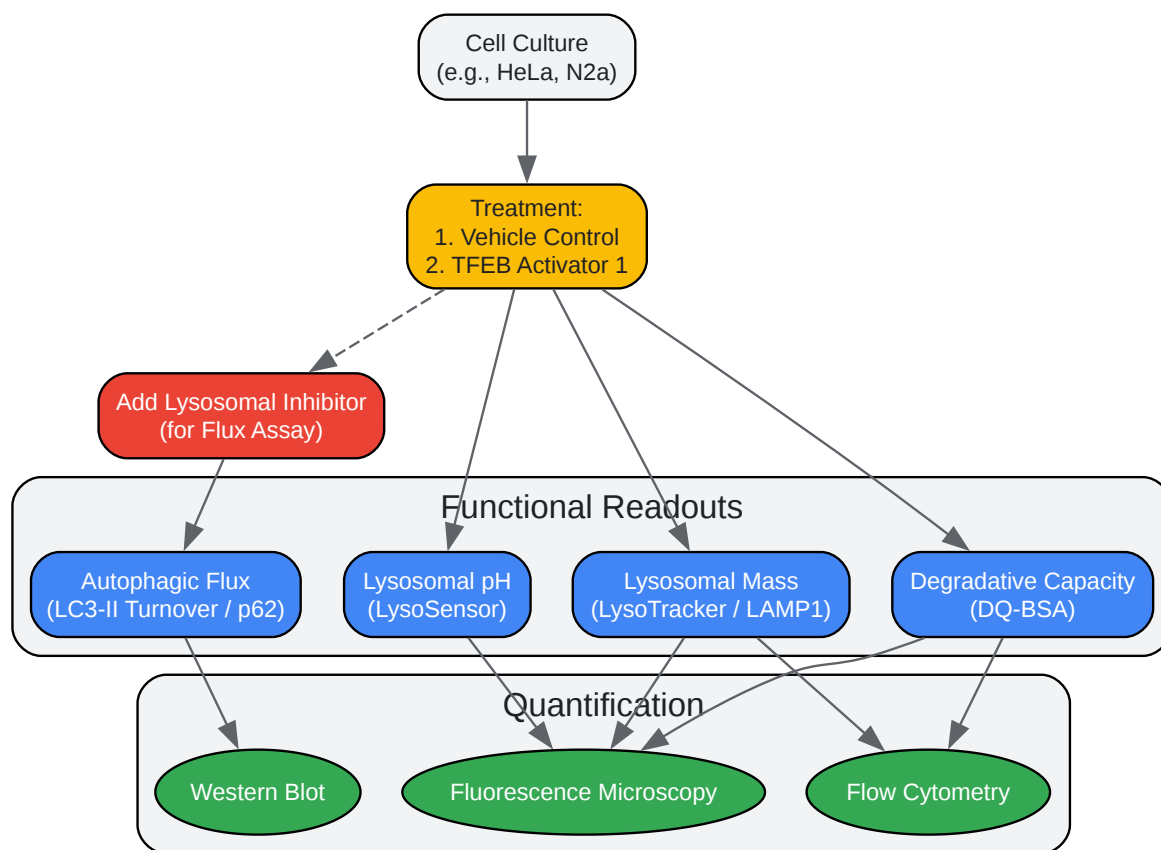 Cell Culture
(e.g., HeLa, N2a)
Treatment:
1. Vehicle Control
2. TFEB Activator 1
Add Lysosomal Inhibitor
(for Flux Assay)
Functional Readouts
Autophagic Flux
(LC3-II Turnover / p62)
Lysosomal pH
(LysoSensor)
Lysosomal Mass
(LysoTracker / LAMP1)
Degradative Capacity
(DQ-BSA)
Quantification
Western Blot
Fluorescence Microscopy
Flow Cytometry